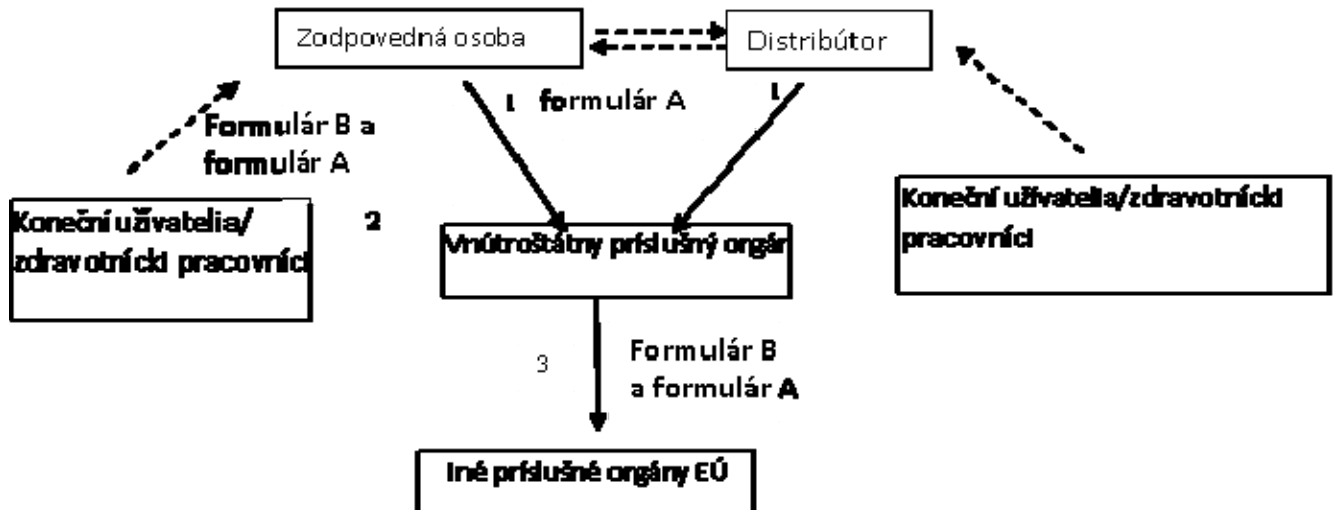 Zodpovedná osoba
Distribútor
1 formulár A
1
Formulár B a
formulár A
Koneční užívatelia/
zdravotnícki pracovníci
2
Vnútroštátny príslušný orgár
Koneční užívatelia/zdravotnícki
pracovníci
3
Formulár B
a formulár A
Iné príslušné orgány EÚ